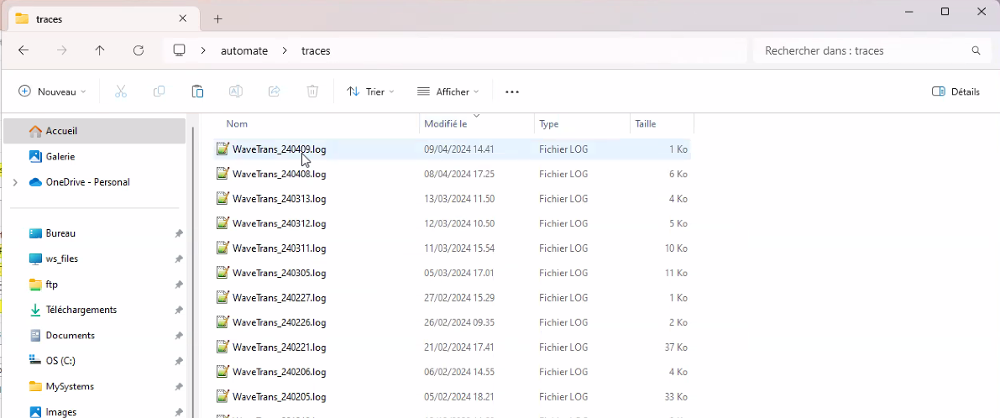 traces
automate > traces
Rechercher dans : traces
Nouveau
Trier
Afficher
Détails
Accueil
Galerie
OneDrive - Personal
Bureau
ws_files
ftp
Téléchargements
Documents
OS (C:)
MySystems
Images
Nom Modifié le Type Taille
WaveTrans_240409.log 09/04/2024 14.41 Fichier LOG 1 Ko
WaveTrans_240408.log 08/04/2024 17.25 Fichier LOG 6 Ko
WaveTrans_240313.log 13/03/2024 11.50 Fichier LOG 4 Ko
WaveTrans_240312.log 12/03/2024 10.50 Fichier LOG 5 Ko
WaveTrans_240311.log 11/03/2024 15.54 Fichier LOG 10 Ko
WaveTrans_240305.log 05/03/2024 17.01 Fichier LOG 11 Ko
WaveTrans_240227.log 27/02/2024 15.29 Fichier LOG 1 Ko
WaveTrans_240226.log 26/02/2024 09.35 Fichier LOG 2 Ko
WaveTrans_240221.log 21/02/2024 17.41 Fichier LOG 37 Ko
WaveTrans_240206.log 06/02/2024 14.55 Fichier LOG 4 Ko
WaveTrans_240205.log 05/02/2024 18.21 Fichier LOG 33 Ko